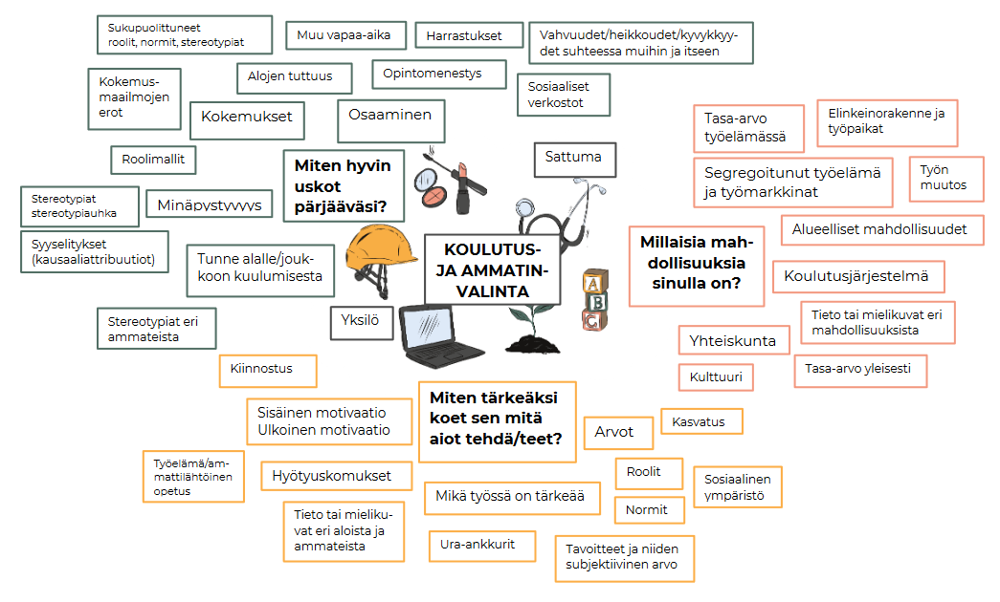 Sukupuolittuneet
roolit, normit, stereotypiat
Muu vapaa-aika
Harrastukset
Vahvuudet/heikkoudet/kyvykkyy-
det suhteessa muihin ja itseen
Kokemus-
maailmojen
erot
Alojen tuttuus
Opintomenestys
Sosiaaliset
verkostot
Kokemukset
Osaaminen
Roolimallit
Miten hyvin
uskot
pärjääväsi?
Sattuma
Stereotypiat
stereotypiauhka
Minäpystyvyys
Syyselitykset
(kausaaliattribuutiot)
Tunne alalle/jouk-
koon kuulumisesta
Stereotypiat eri
ammateista
Yksilö
KOULUTUS-
JA AMMATIN-
VALINTA
A
B
C
Tasa-arvo
työelämässä
Elinkeinorakenne ja
työpaikat
Segregoitunut työelämä
ja työmarkkinat
Työn
muutos
Millaisia mah-
dollisuuksia
sinulla on?
Alueelliset mahdollisuudet
Koulutusjärjestelmä
Tieto tai mielikuvat eri
mahdollisuuksista
Yhteiskunta
Kulttuuri
Tasa-arvo yleisesti
Kiinnostus
Sisäinen motivaatio
Ulkoinen motivaatio
Miten tärkeäksi
koet sen mitä
aiot tehdä/teet?
Arvot
Kasvatus
Työelämä/am-
mattilähtöinen
opetus
Hyötyuskomukset
Mikä työssä on tärkeää
Roolit
Normit
Sosiaalinen
ympäristö
Tieto tai mieliku-
vat eri aloista ja
ammateista
Ura-ankkurit
Tavoitteet ja niiden
subjektiivinen arvo